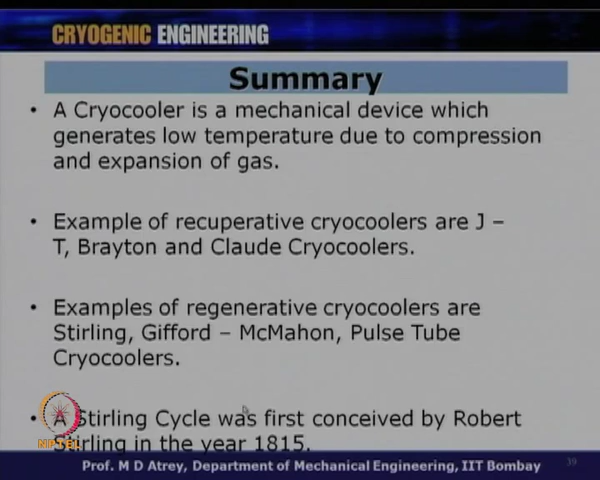 CRYOGENIC ENGINEERING
Summary
• A Cryocooler is a mechanical device which
generates low temperature due to compression
and expansion of gas.
• Example of recuperative cryocoolers are J –
T, Brayton and Claude Cryocoolers.
• Examples of regenerative cryocoolers are
Stirling, Gifford – McMahon, Pulse Tube
Cryocoolers.
• A Stirling Cycle was first conceived by Robert
Stirling in the year 1815.
NPTEL
Prof. M D Atrey, Department of Mechanical Engineering, IIT Bombay
39